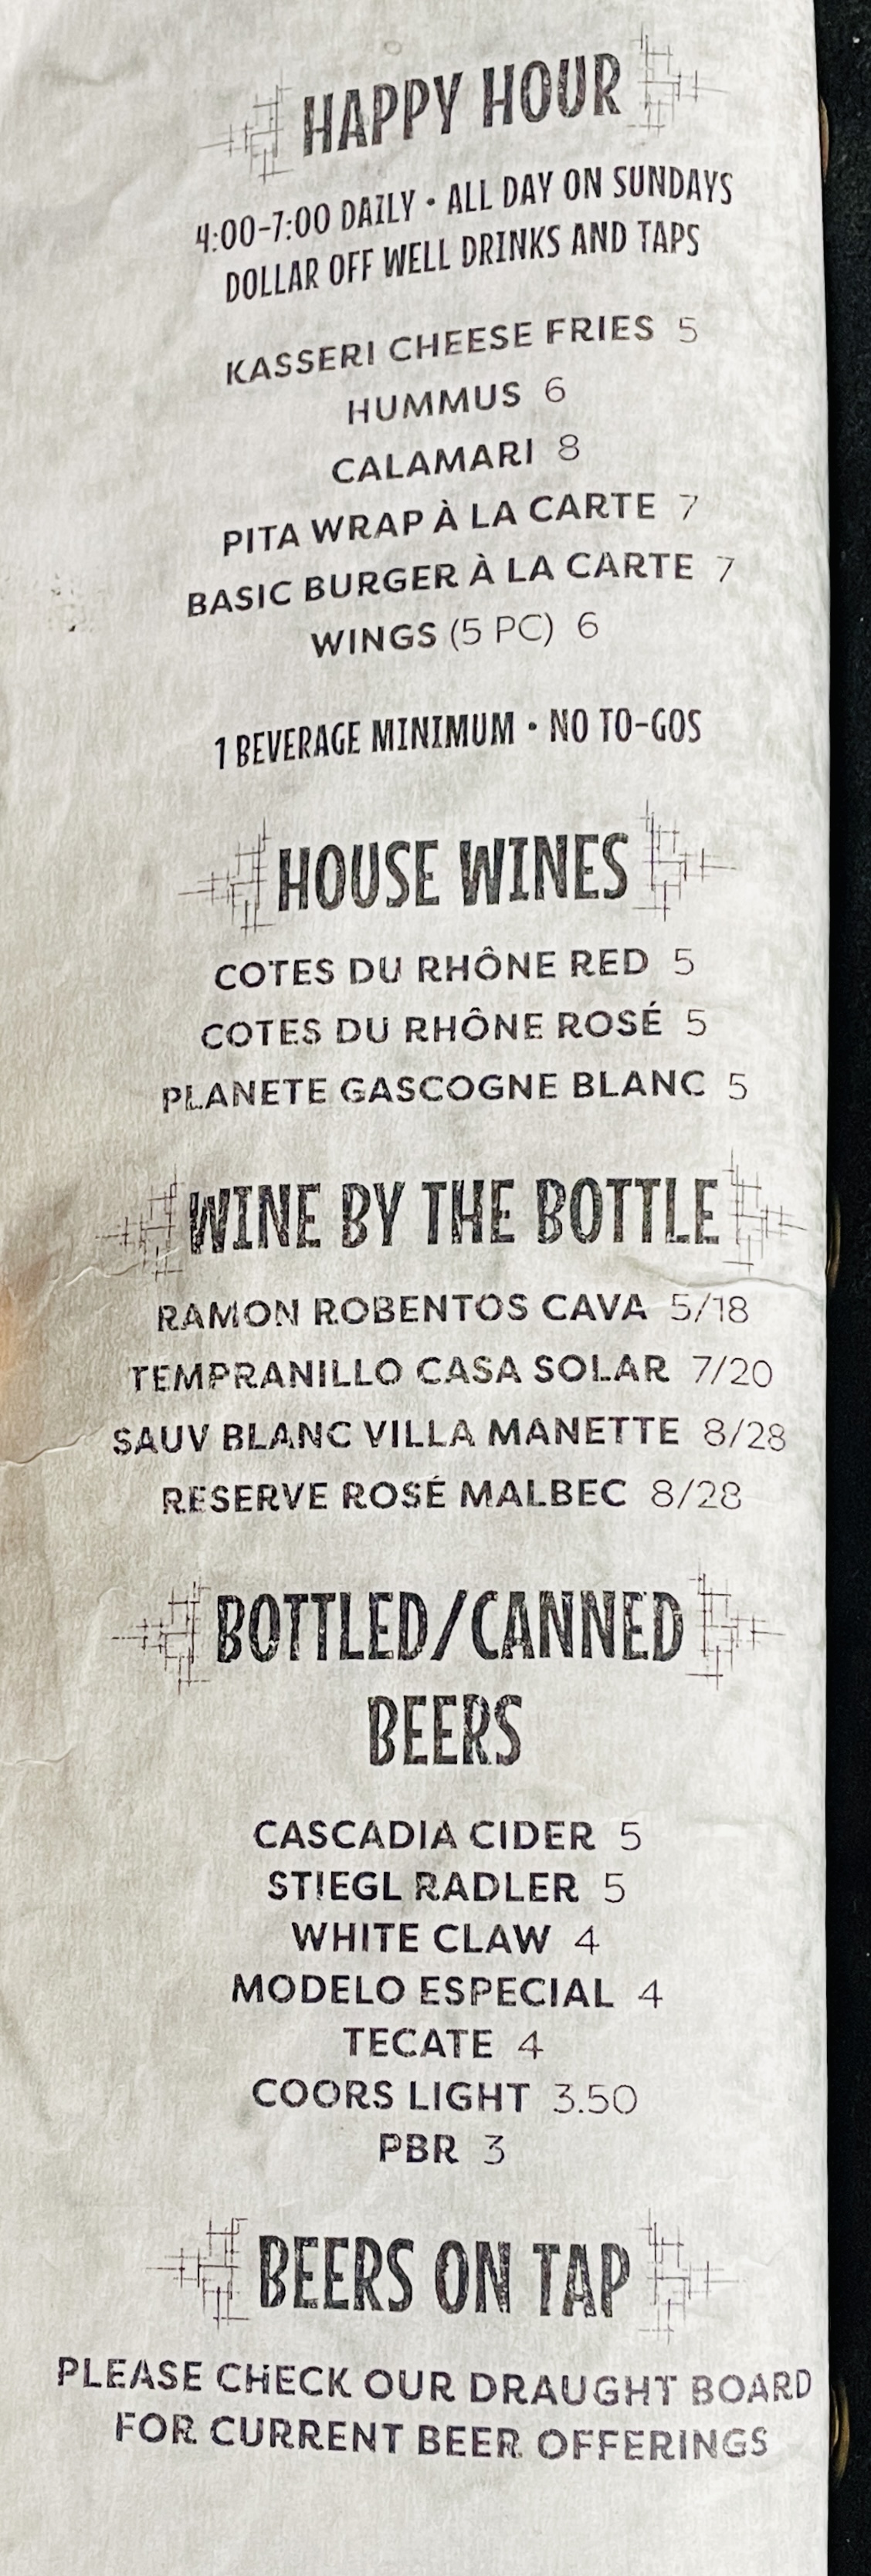 HAPPY HOUR
4:00-7:00 DAILY • ALL DAY ON SUNDAYS
DOLLAR OFF WELL DRINKS AND TAPS
KASSERI CHEESE FRIES 5
HUMMUS 6
CALAMARI 8
PITA WRAP À LA CARTE 7
BASIC BURGER À LA CARTE 7
WINGS (5 PC) 6
1 BEVERAGE MINIMUM • NO TO-GOS
HOUSE WINES
COTES DU RHÔNE RED 5
COTES DU RHÔNE ROSÉ 5
PLANETE GASCOGNE BLANC 5
WINE BY THE BOTTLE
RAMON ROBENTOS CAVA 5/18
TEMPRANILLO CASA SOLAR 7/20
SAUV BLANC VILLA MANETTE 8/28
RESERVE ROSÉ MALBEC 8/28
BOTTLED/CANNED
BEERS
CASCADIA CIDER 5
STIEGL RADLER 5
WHITE CLAW 4
MODELO ESPECIAL 4
TECATE 4
COORS LIGHT 3.50
PBR 3
BEERS ON TAP
PLEASE CHECK OUR DRAUGHT BOARD
FOR CURRENT BEER OFFERINGS